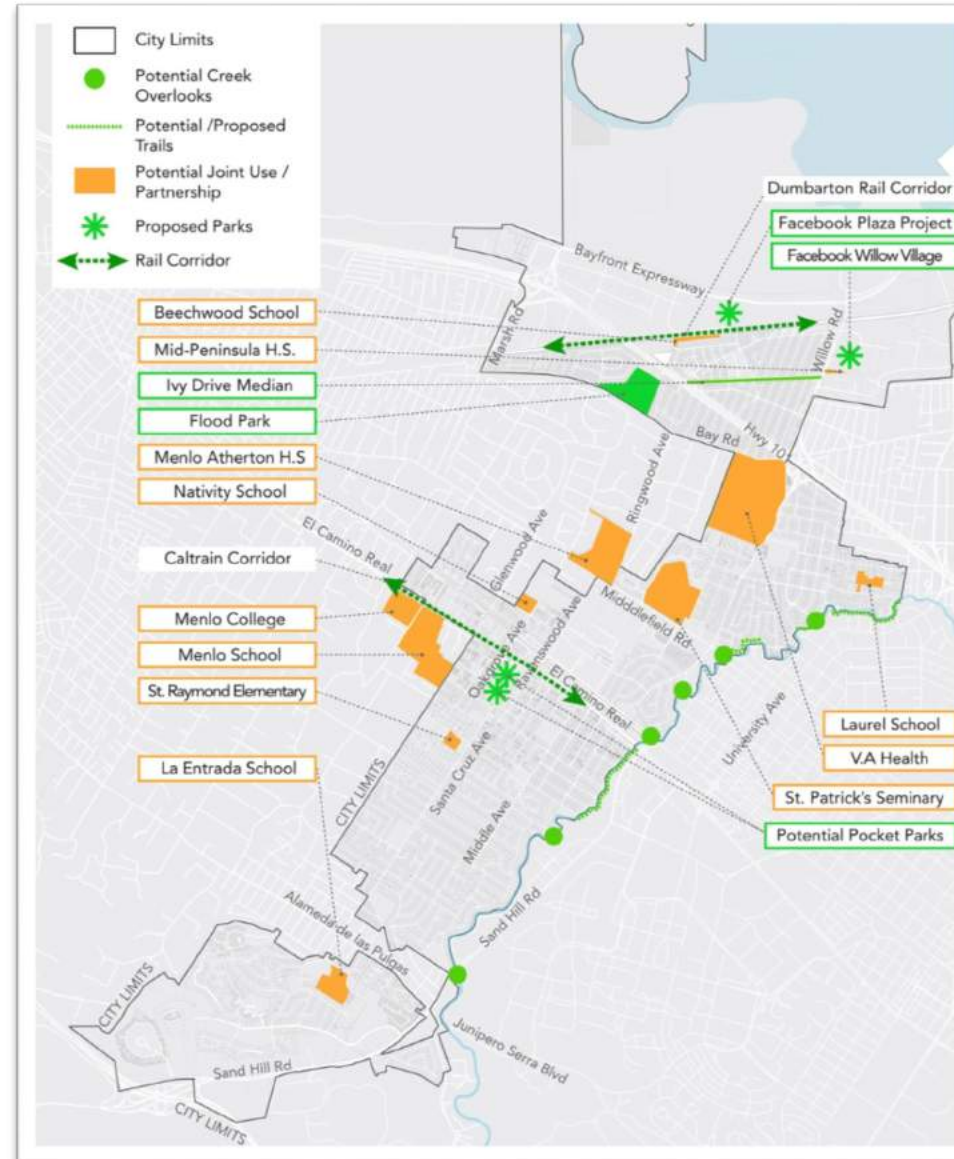 City Limits
Potential Creek
Overlooks
Potential /Proposed
Trails
Potential Joint Use /
Partnership
Proposed Parks
Rail Corridor
Dumbarton Rail Corridor
Facebook Plaza Project
Facebook Willow Village
Bayfront Expressway
Marsh Rd
Willow Rd
Beechwood School
Mid-Peninsula H.S.
Ivy Drive Median
Flood Park
Menlo Atherton H.S
Nativity School
Bay Rd
Hwy 101
Ringwood Ave
El Camino Real
Glenwood Ave
Caltrain Corridor
Menlo College
Menlo School
St. Raymond Elementary
La Entrada School
Midddlefield Rd
Oakgrove Ave
Ravenswood Ave
El Camino Real
University Ave
Santa Cruz Ave
Middle Ave
CITY LIMITS
Laurel School
V.A Health
St. Patrick's Seminary
Potential Pocket Parks
Sand Hill Rd
Alameda de las Pulgas
CITY LIMITS
Junipero Serra Blvd
Sand Hill Rd
CITY LIMITS